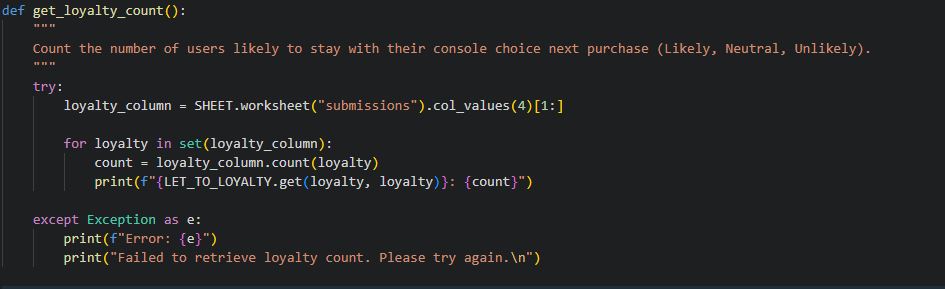 def get_loyalty_count():
    """
    Count the number of users likely to stay with their console choice next purchase (Likely, Neutral, Unlikely).
    """
    try:
        loyalty_column = SHEET.worksheet("submissions").col_values(4)[1:]

        for loyalty in set(loyalty_column):
            count = loyalty_column.count(loyalty)
            print(f"{LET_TO_LOYALTY.get(loyalty, loyalty)}: {count}")

    except Exception as e:
        print(f"Error: {e}")
        print("Failed to retrieve loyalty count. Please try again.\n")